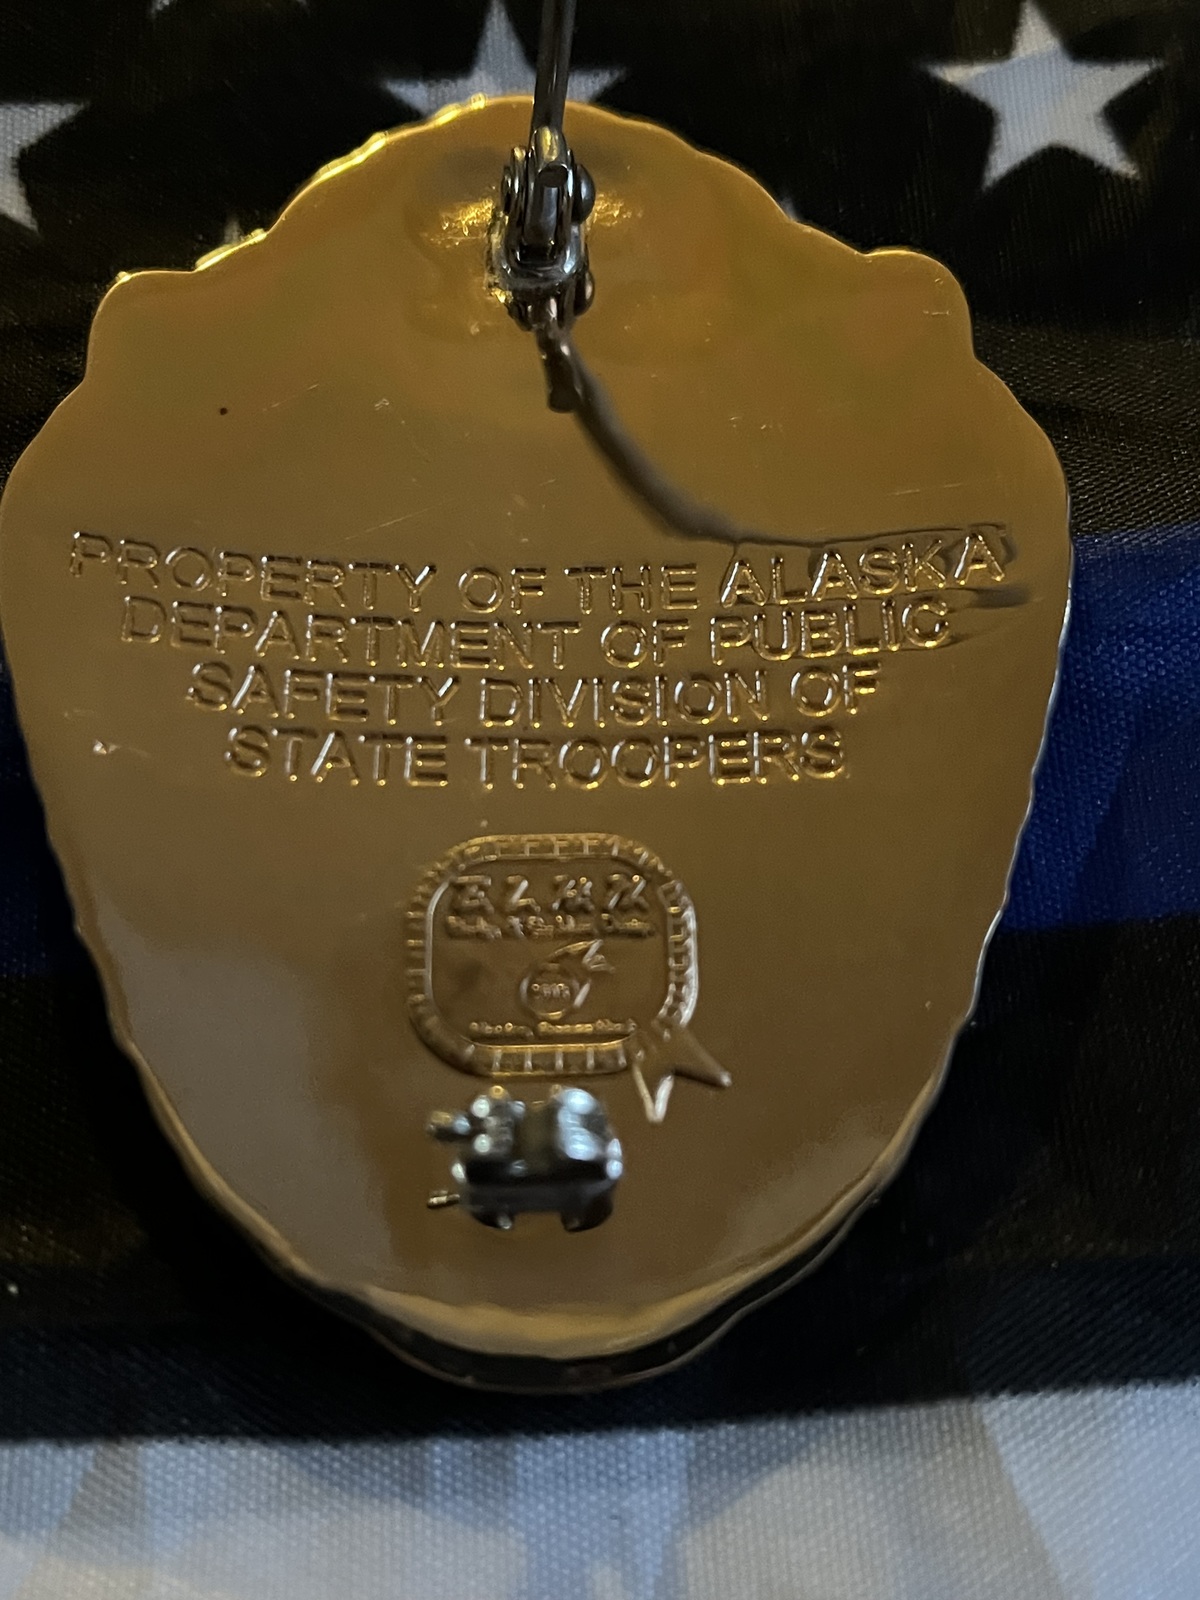 PROPERTY OF THE ALASKA
DEPARTMENT OF PUBLIC
SAFETY DIVISION OF
STATE TROOPERS